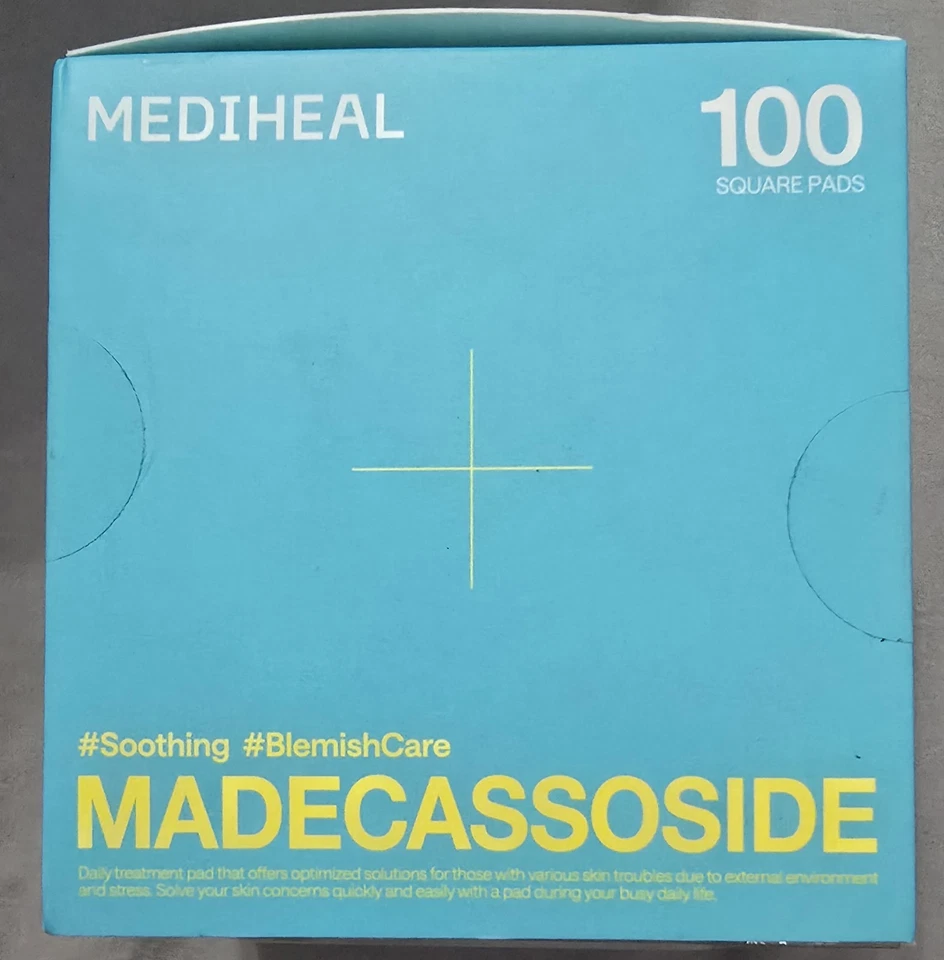 MEDIHEAL
100
SQUARE PADS
#Soothing #BlemishCare
MADECASSOSIDE
Daily treatment pad that offers optimized solutions for those with various skin troubles due to external environment
and stress. Solve your skin concerns quickly and easily with a pad during your busy daily life.